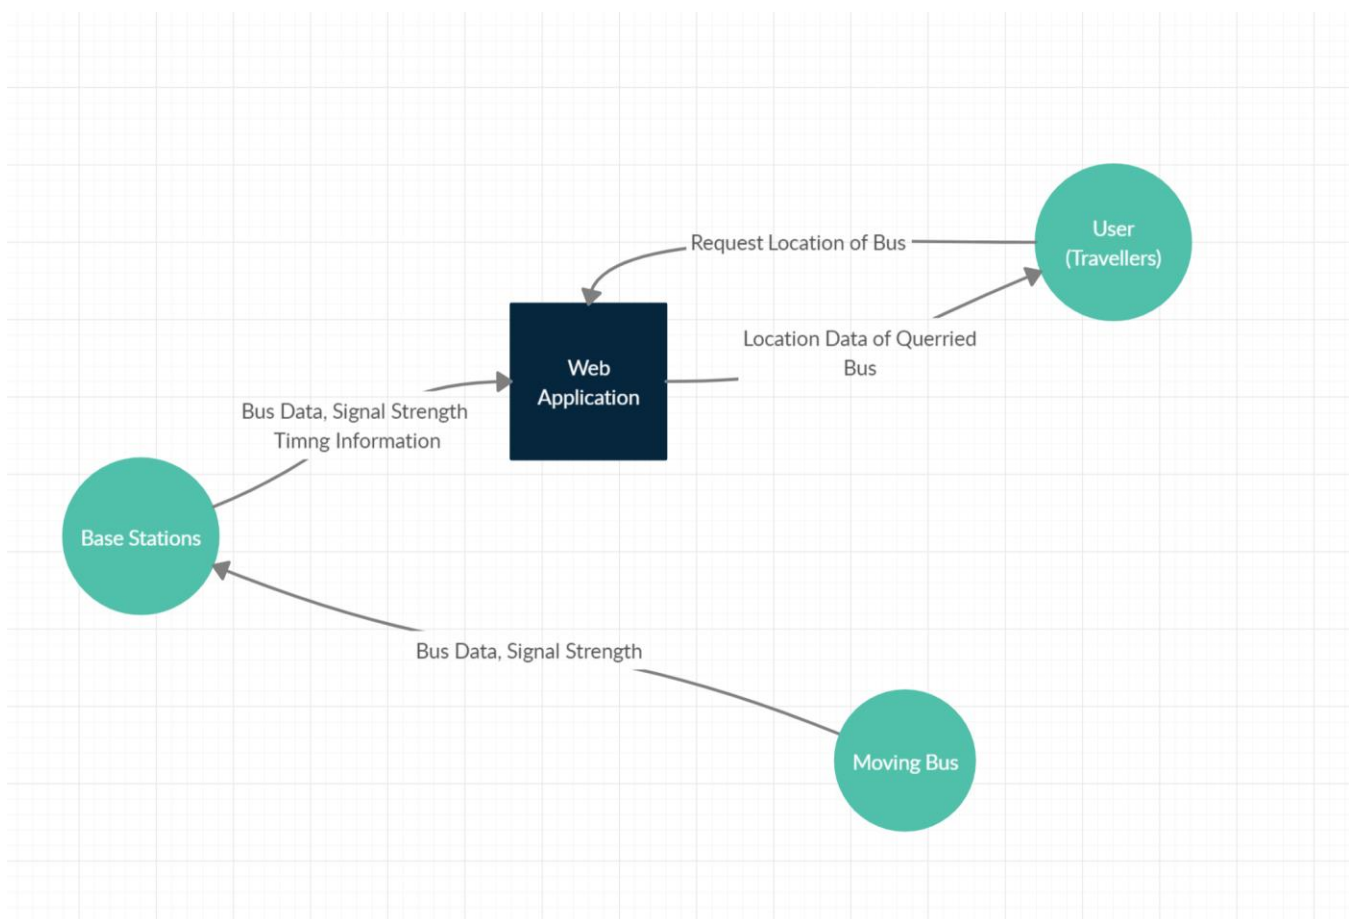 User
(Travellers)
Request Location of Bus
Location Data of Querried
Bus
Web
Application
Bus Data, Signal Strength
Timng Information
Base Stations
Bus Data, Signal Strength
Moving Bus